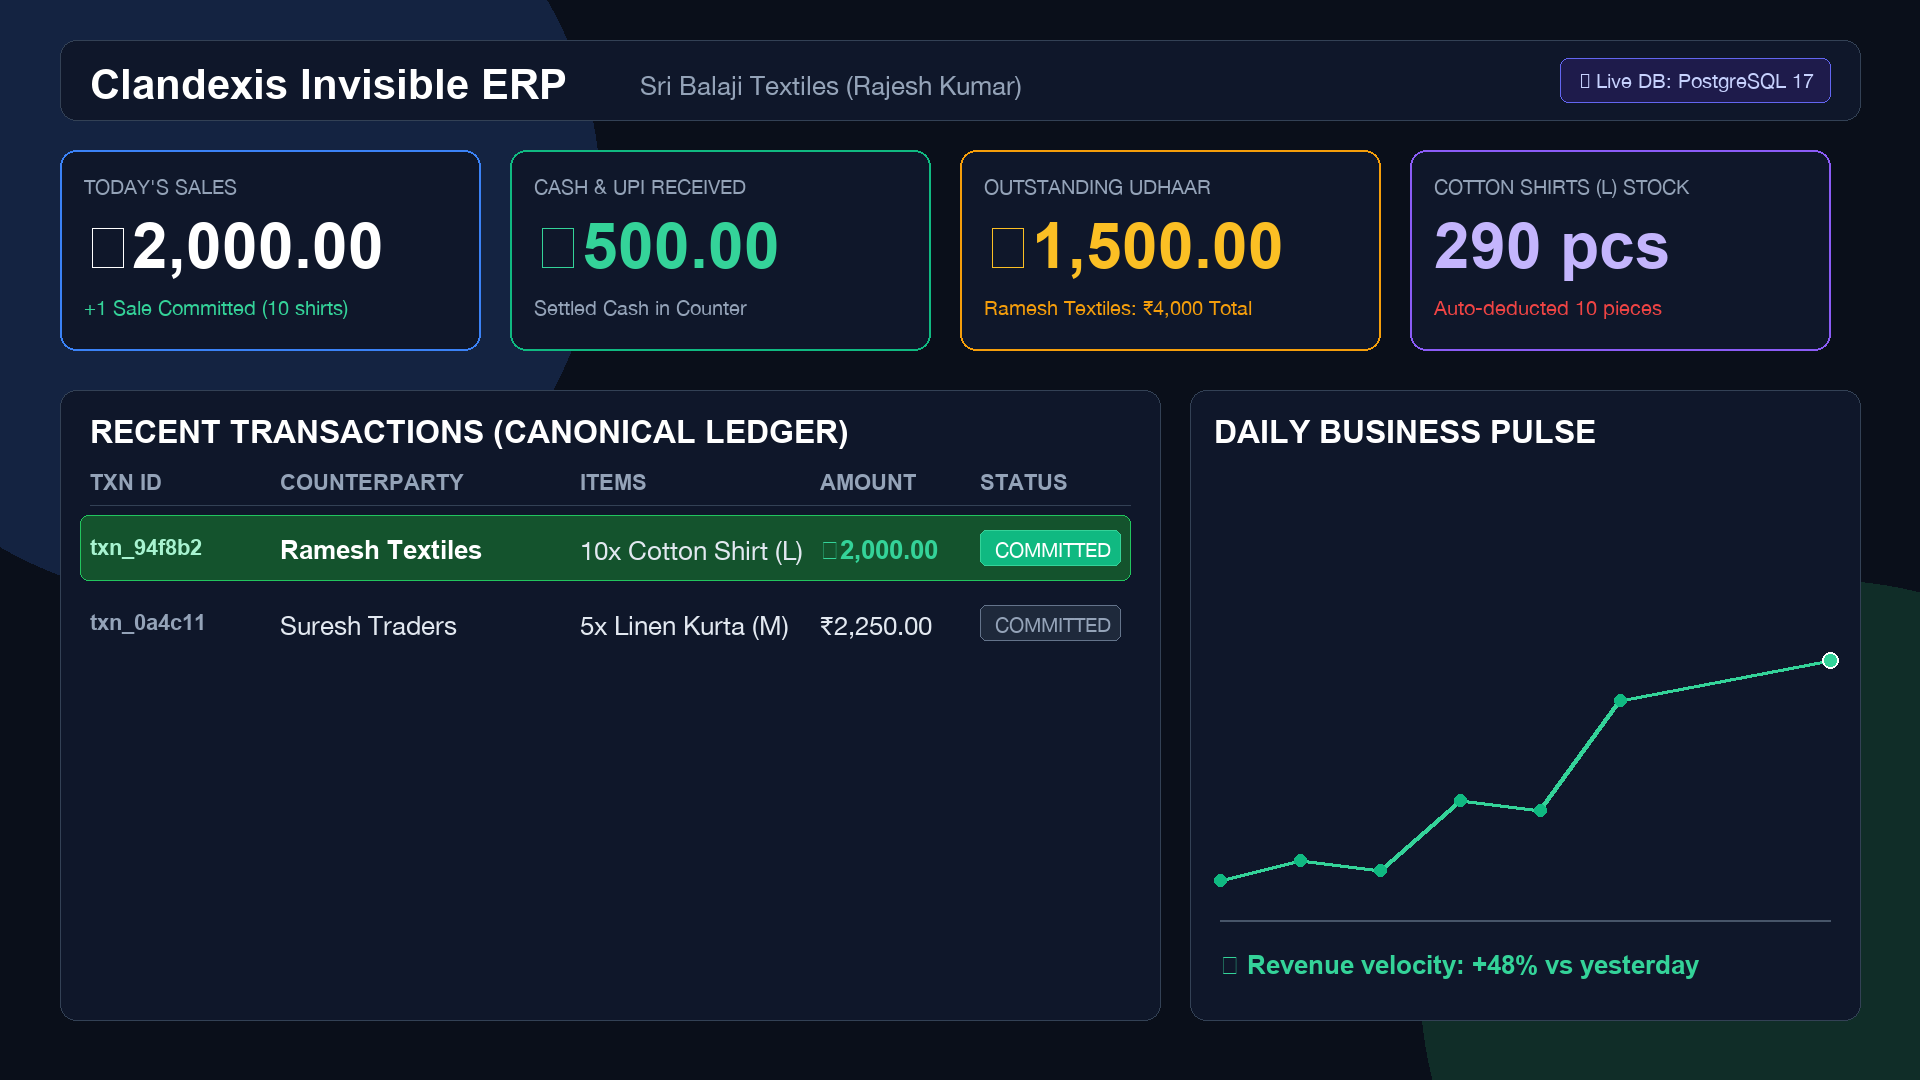 Clandexis Invisible ERP
Sri Balaji Textiles (Rajesh Kumar)
□ Live DB: PostgreSQL 17
TODAY'S SALES
□2,000.00
+1 Sale Committed (10 shirts)
CASH & UPI RECEIVED
□500.00
Settled Cash in Counter
OUTSTANDING UDHAAR
□1,500.00
Ramesh Textiles: ₹4,000 Total
COTTON SHIRTS (L) STOCK
290 pcs
Auto-deducted 10 pieces
RECENT TRANSACTIONS (CANONICAL LEDGER)
TXN ID COUNTERPARTY ITEMS AMOUNT STATUS
txn_94f8b2 Ramesh Textiles 10x Cotton Shirt (L) □2,000.00 COMMITTED
txn_0a4c11 Suresh Traders 5x Linen Kurta (M) ₹2,250.00 COMMITTED
DAILY BUSINESS PULSE
□ Revenue velocity: +48% vs yesterday